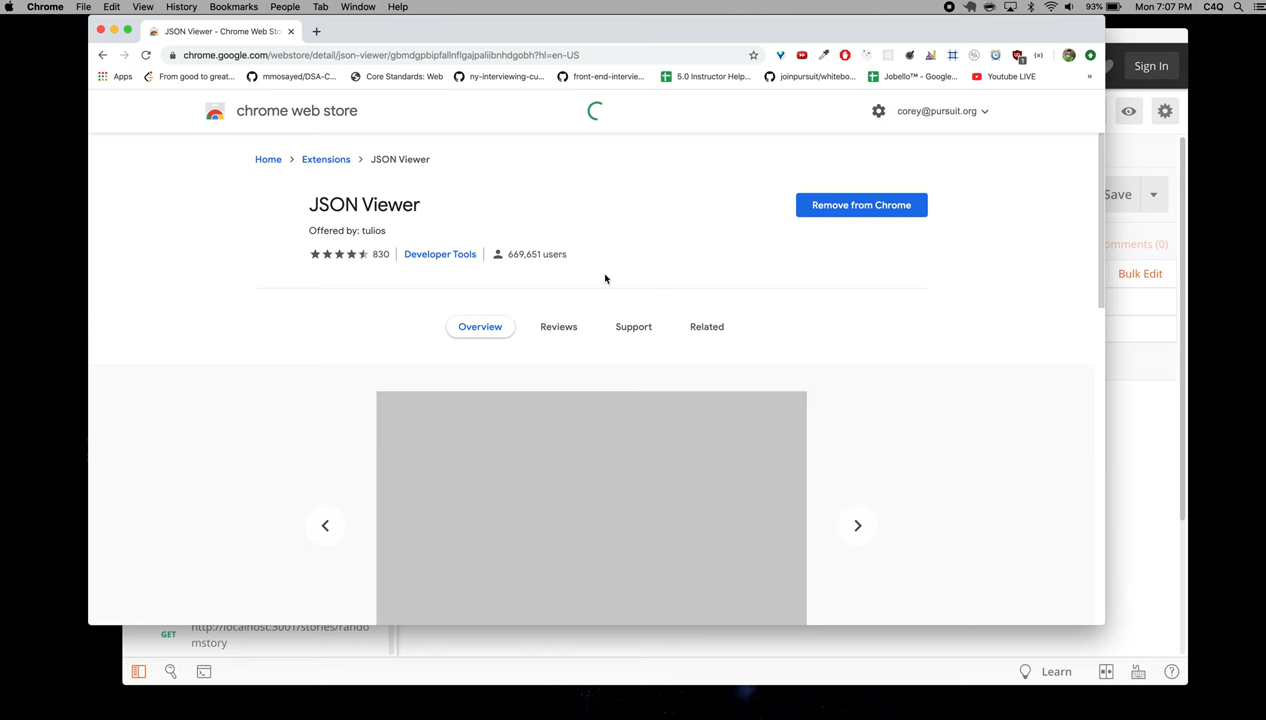 Chrome File Edit View History Bookmarks People Tab Window Help 93% Mon 7:07 PM C4Q
JSON Viewer - Chrome Web Sto
chrome.google.com/webstore/detail/json-viewer/gbmdgpbipfallnflgajpaliibnhdgobh?hl=en-US
Apps From good to great... mmosayed/DSA-C... Core Standards: Web ny-interviewing-cu... front-end-intervie... 5.0 Instructor Help... joinpursuit/whitebo... Jobello™ - Google... Youtube LIVE »
Sign In
chrome web store corey@pursuit.org
Home > Extensions > JSON Viewer
JSON Viewer
Remove from Chrome
Save
Offered by: tulios
830 Developer Tools 669,651 users
omments (0)
Bulk Edit
Overview Reviews Support Related
GET http://localhost:3001/stories/rando
mstory
Learn